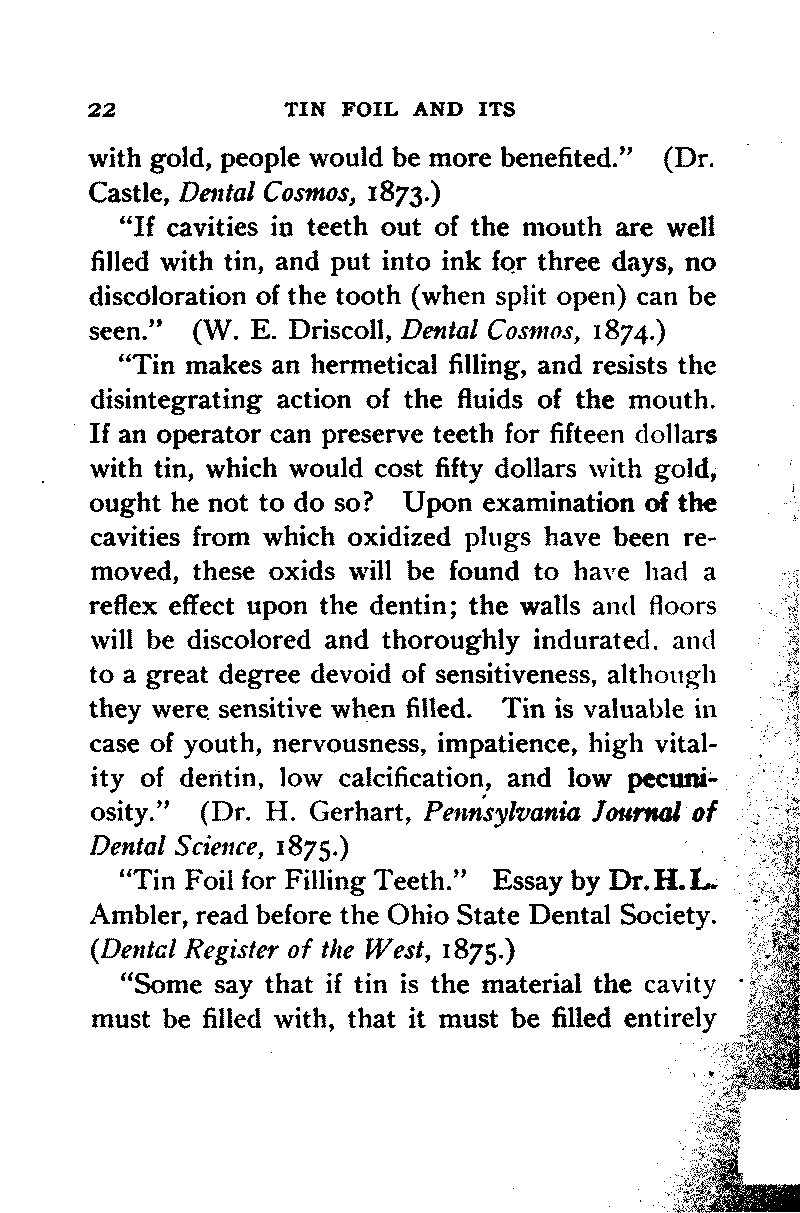 22 TIN FOIL AND ITS
with gold, people would be more benefited.” (Dr.
Castle, Dental Cosmos, 1873.)
“If cavities in teeth out of the mouth are well
filled with tin, and put into ink for three days, no
discoloration of the tooth (when split open) can be
seen.” (W. E. Driscoll, Dental Cosmos, 1874.)
“Tin makes an hermetical filling, and resists the
disintegrating action of the fluids of the mouth.
If an operator can preserve teeth for fifteen dollars
with tin, which would cost fifty dollars with gold,
ought he not to do so? Upon examination of the
cavities from which oxidized plugs have been re-
moved, these oxids will be found to have had a
reflex effect upon the dentin; the walls and floors
will be discolored and thoroughly indurated, and
to a great degree devoid of sensitiveness, although
they were sensitive when filled. Tin is valuable in
case of youth, nervousness, impatience, high vital-
ity of dentin, low calcification, and low pecuni-
osity.” (Dr. H. Gerhart, Pennsylvania Journal of
Dental Science, 1875.)
“Tin Foil for Filling Teeth.” Essay by Dr. H. L.
Ambler, read before the Ohio State Dental Society.
(Dental Register of the West, 1875.)
“Some say that if tin is the material the cavity
must be filled with, that it must be filled entirely